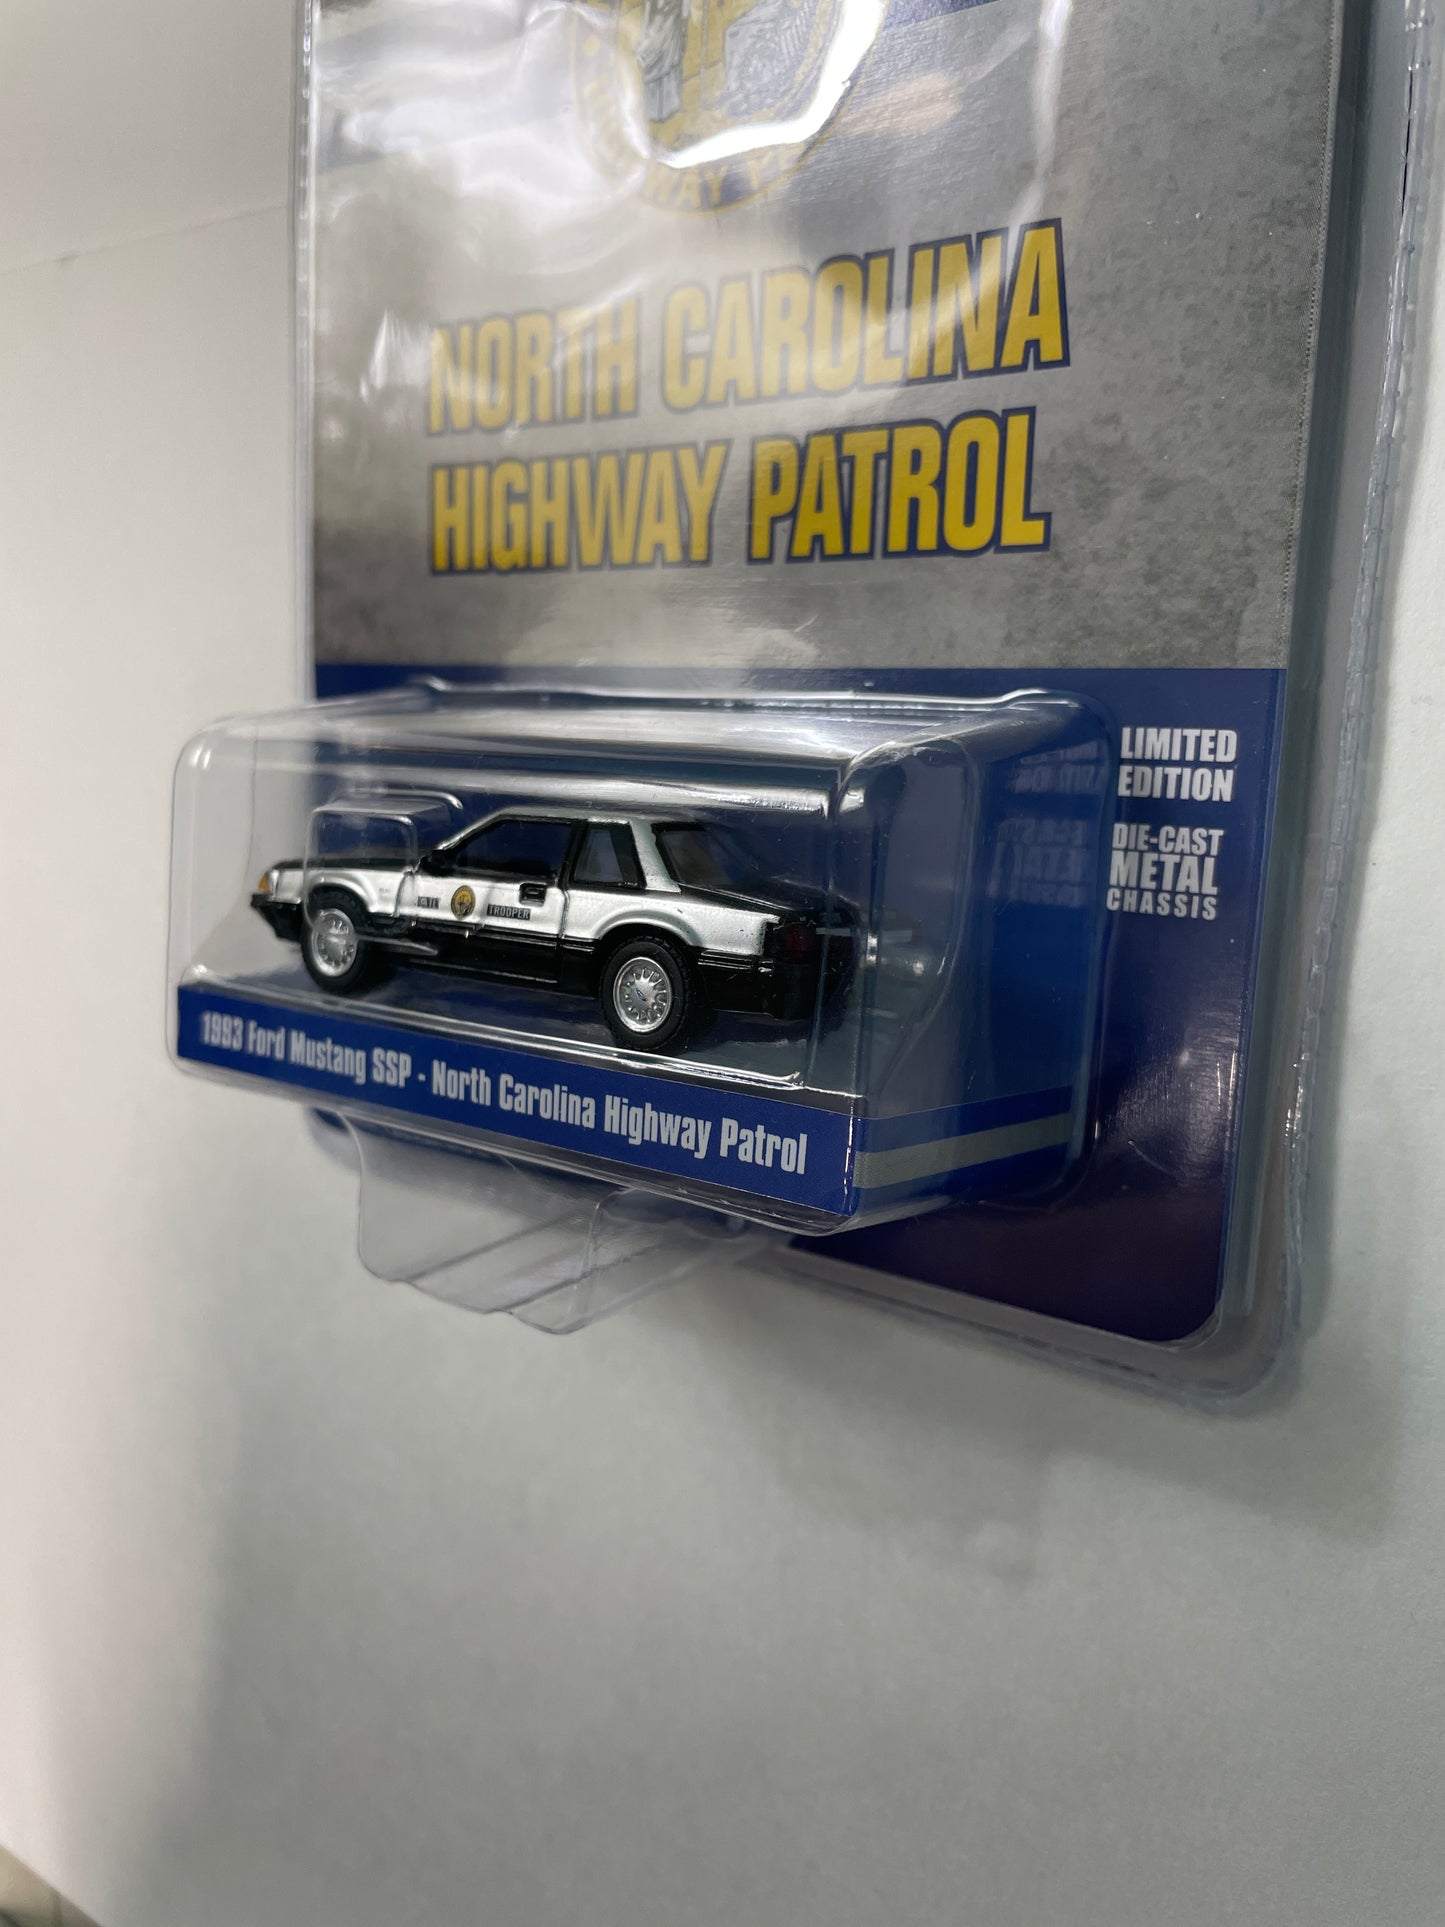 HIGHWAY
NORTH CAROLINA
HIGHWAY PATROL
LIMITED
EDITION
DIE-CAST
METAL
CHASSIS
TROOPER
1993 Ford Mustang SSP - North Carolina Highway Patrol